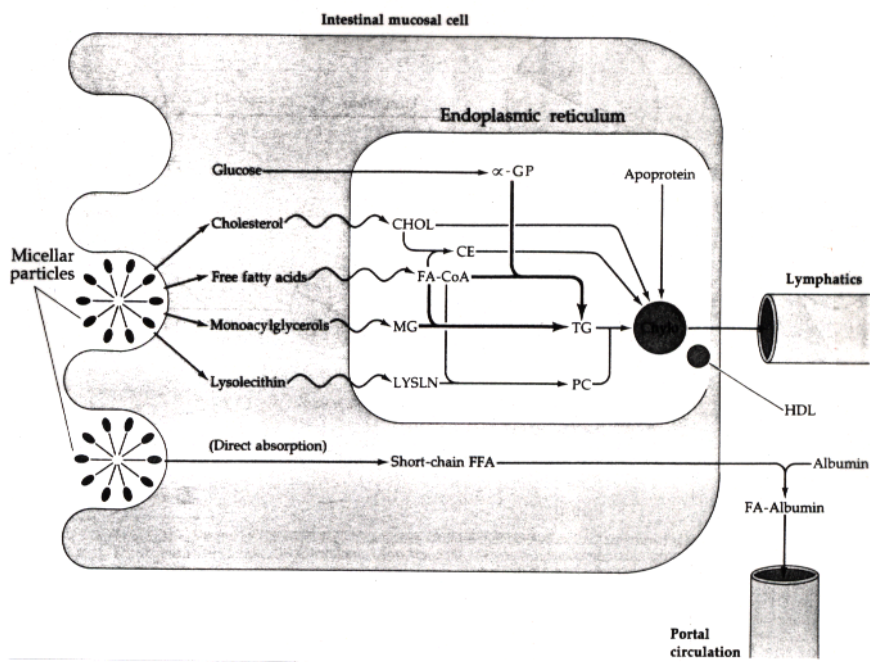 Intestinal mucosal cell
Endoplasmic reticulum
Glucose
α-GP
Apoprotein
Cholesterol
CHOL
CE
Micellar
particles
Free fatty acids
FA-CoA
Lymphatics
Monoacylglycerols
MG
TG
Chylo
Lysolecithin
LYSLN
PC
HDL
(Direct absorption)
Short-chain FFA
Albumin
FA-Albumin
Portal
circulation